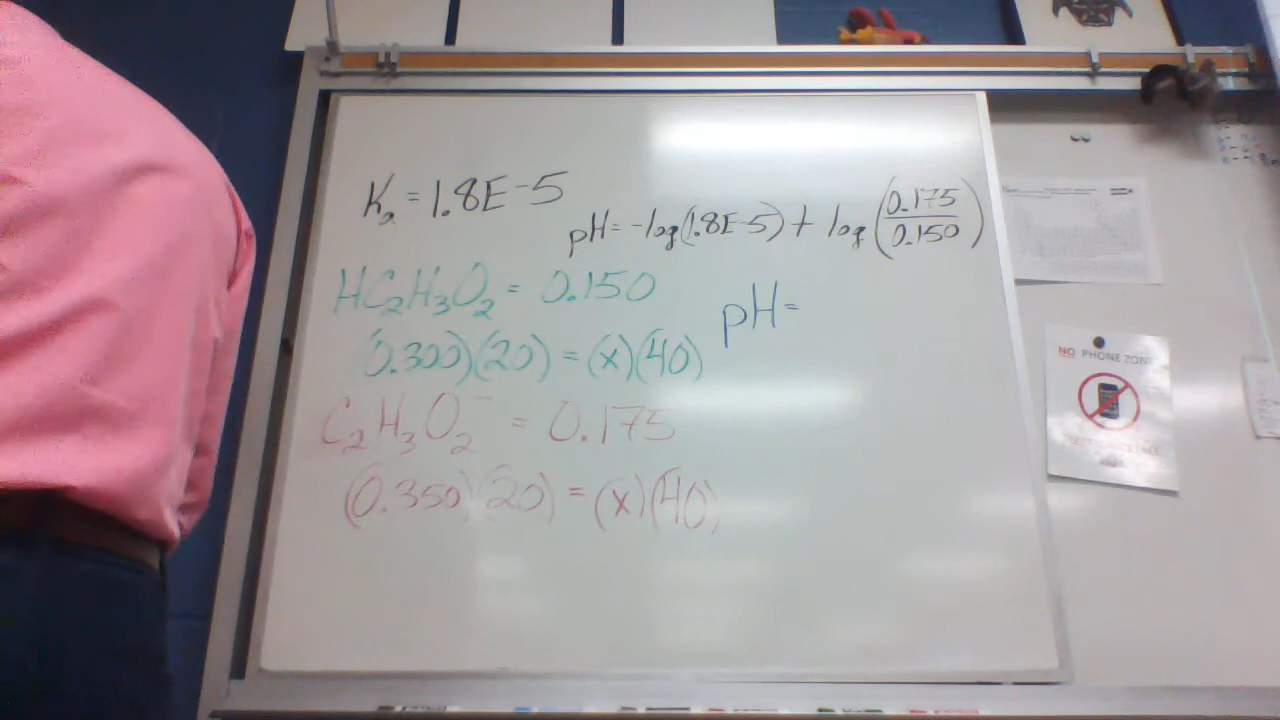 Kₐ = 1.8E-5
pH = -log(1.8E-5) + log(0.175/0.150)
HC₂H₃O₂ = 0.150
pH =
(0.300)(20) = (x)(40)
C₂H₃O₂⁻ = 0.175
(0.350)(20) = (x)(40)
NO PHONE ZONE